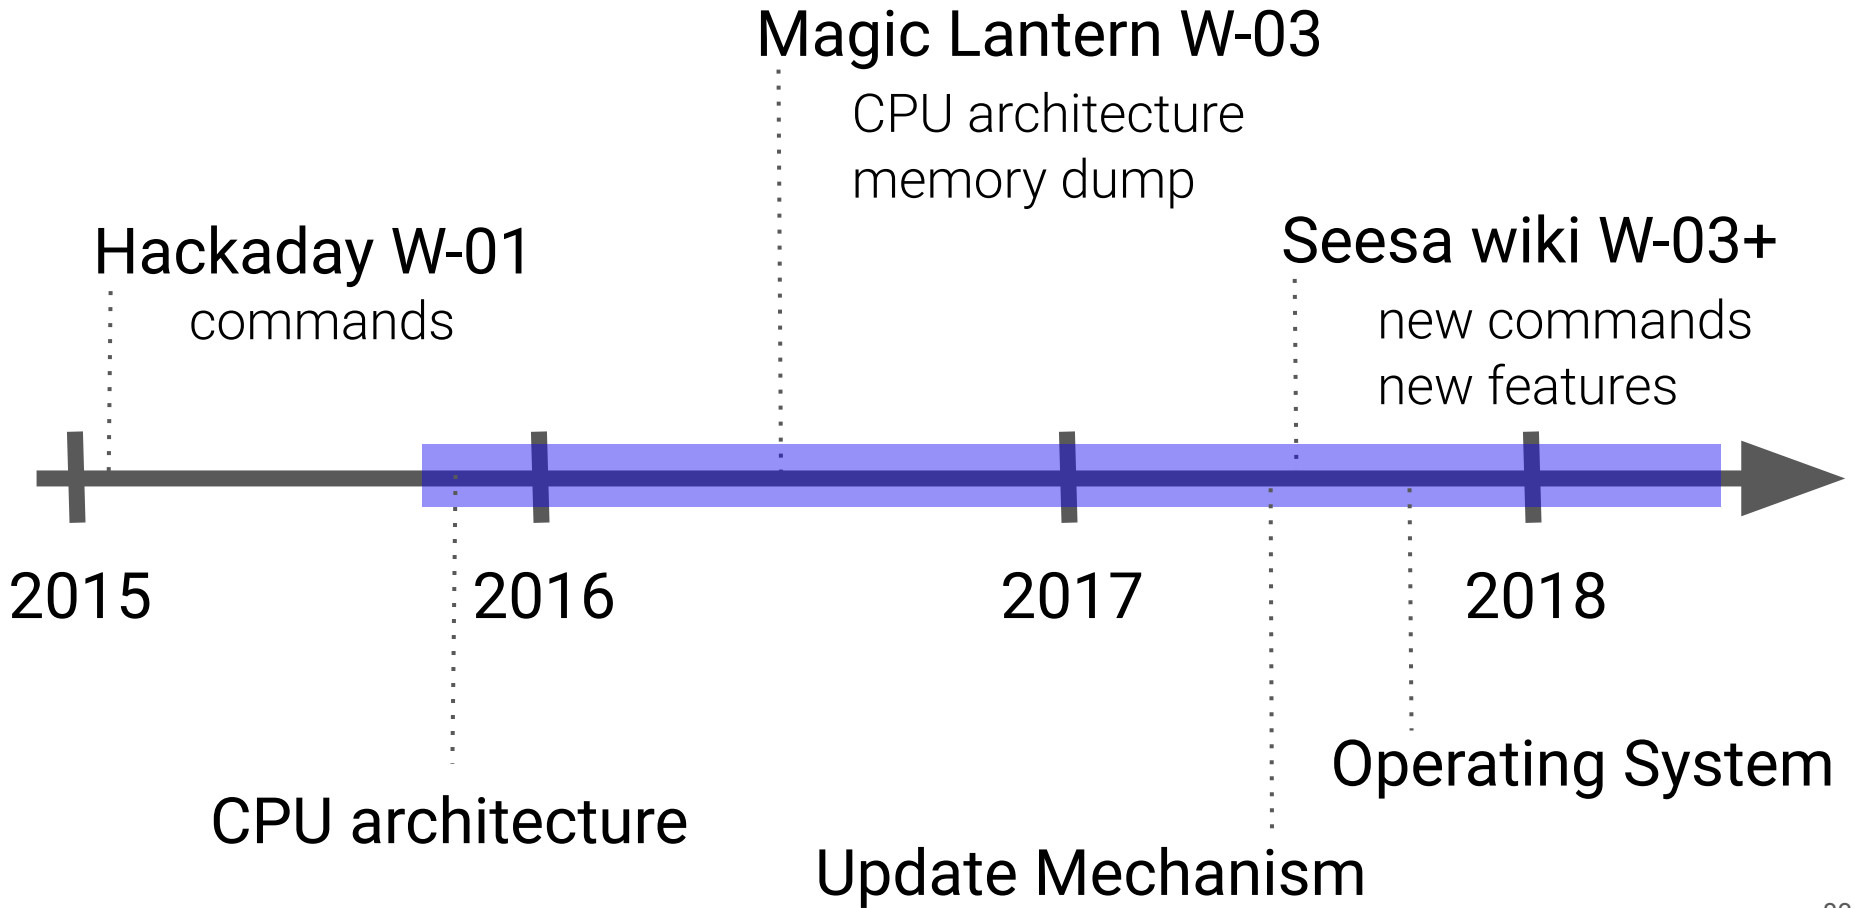 Magic Lantern W-03
CPU architecture
memory dump
Hackaday W-01
commands
Seesa wiki W-03+
new commands
new features
2015
2016
2017
2018
Operating System
CPU architecture
Update Mechanism